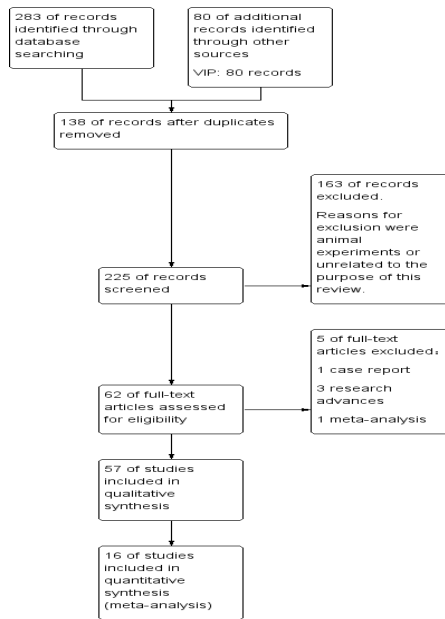 283 of records
identified through
database
searching
80 of additional
records identified
through other
sources
VIP: 80 records
138 of records after duplicates
removed
163 of records
excluded.
Reasons for
exclusion were
animal
experiments or
unrelated to the
purpose of this
review.
225 of records
screened
5 of full-text
articles excluded:
1 case report
3 research
advances
1 meta-analysis
62 of full-text
articles assessed
for eligibility
57 of studies
included in
qualitative
synthesis
16 of studies
included in
quantitative
synthesis
(meta-analysis)